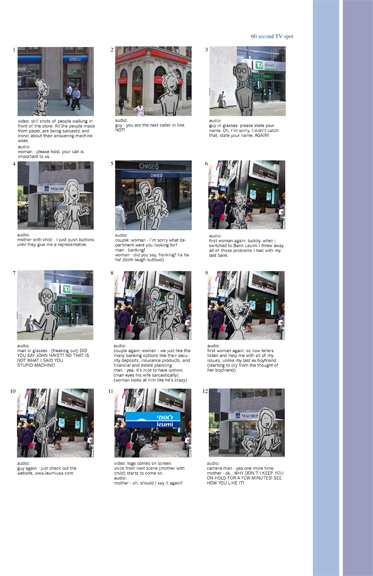 60 second TV spot
1
2
3
video: still shots of people walking in
front of the store. All the people made
from paper, are being sarcastic and
ironic about their answering machine
woes.
audio:
woman - please hold, your call is
important to us.
audio:
guy - you are the next caller in line.
NOT!
audio:
guy in glasses- please state your
name. Oh, I'm sorry, I didn't catch
that, state your name, AGAIN!
4
5
6
CHASE
audio:
mother with child - I just push buttons
until they give me a representative.
audio:
couple: woman - I'm sorry what de-
partment were you looking for?
man - banking!
woman - did you say, flanking? ha ha
ha! (both laugh outloud)
audio:
first woman again: luckily, when i
switched to Bank Leumi I threw away
all of those problems I had with my
last bank.
7
8
9
audio:
man in glasses - (freaking out) DID
YOU SAY JOHN HAYET? NO THAT IS
NOT WHAT I SAID YOU
STUPID MACHINE!
audio:
couple again: woman - we just like the
many banking options like their secu-
rity deposits, insurance products, and
financial and estate planning.
man - yea, it's nice to have options.
(man eyes his wife sarcastically)
(woman looks at him like he's crazy)
audio:
first woman again: so now tellers
listen and help me with all of my
issues, unlike my last ex-boyfriend.
(starting to cry from the thought of
her boyfriend)
10
11
12
לאומי
leumi
audio:
guy again - just check out the
website, www.leumiusa.com
video: logo comes on screen.
voice from next scene (mother with
child) starts to come on.
audio:
mother - oh, should I say it again?
audio:
camera man - yea one more time.
mother - ok... WHY DON'T I KEEP YOU
ON HOLD FOR A FEW MINUTES! SEE
HOW YOU LIKE IT!